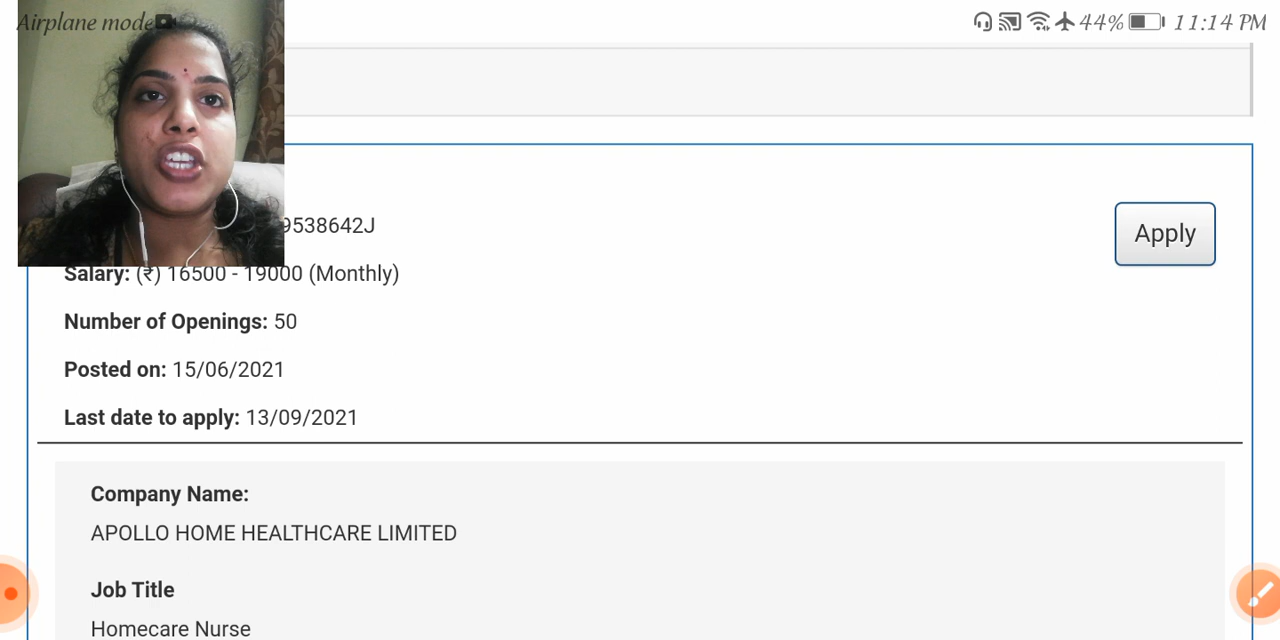 Airplane mode 44% 11:14 PM
9538642J
Apply
Salary: (₹) 16500 - 19000 (Monthly)
Number of Openings: 50
Posted on: 15/06/2021
Last date to apply: 13/09/2021
Company Name:
APOLLO HOME HEALTHCARE LIMITED
Job Title
Homecare Nurse